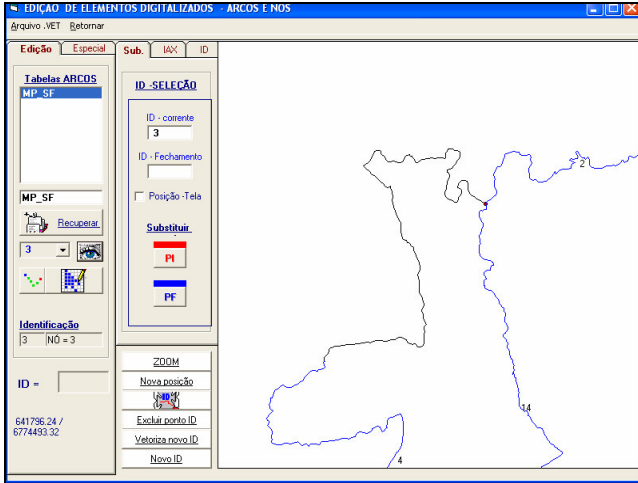 EDIÇÃO DE ELEMENTOS DIGITALIZADOS - ARCOS E NOS
Arquivo .VET Retornar
Edição Especial
Tabelas ARCOS
MP_SF
MP_SF
Recuperar
3
Identificação
3 NÓ = 3
ID =
641796.24 /
6774493.32
Sub. IAX ID
ID -SELEÇÃO
ID - corrente
3
ID - Fechamento
Posição -Tela
Substituir
PI
PF
ZOOM
Nova posição
Excluir ponto ID
Vetoriza novo ID
Novo ID
2
14
4